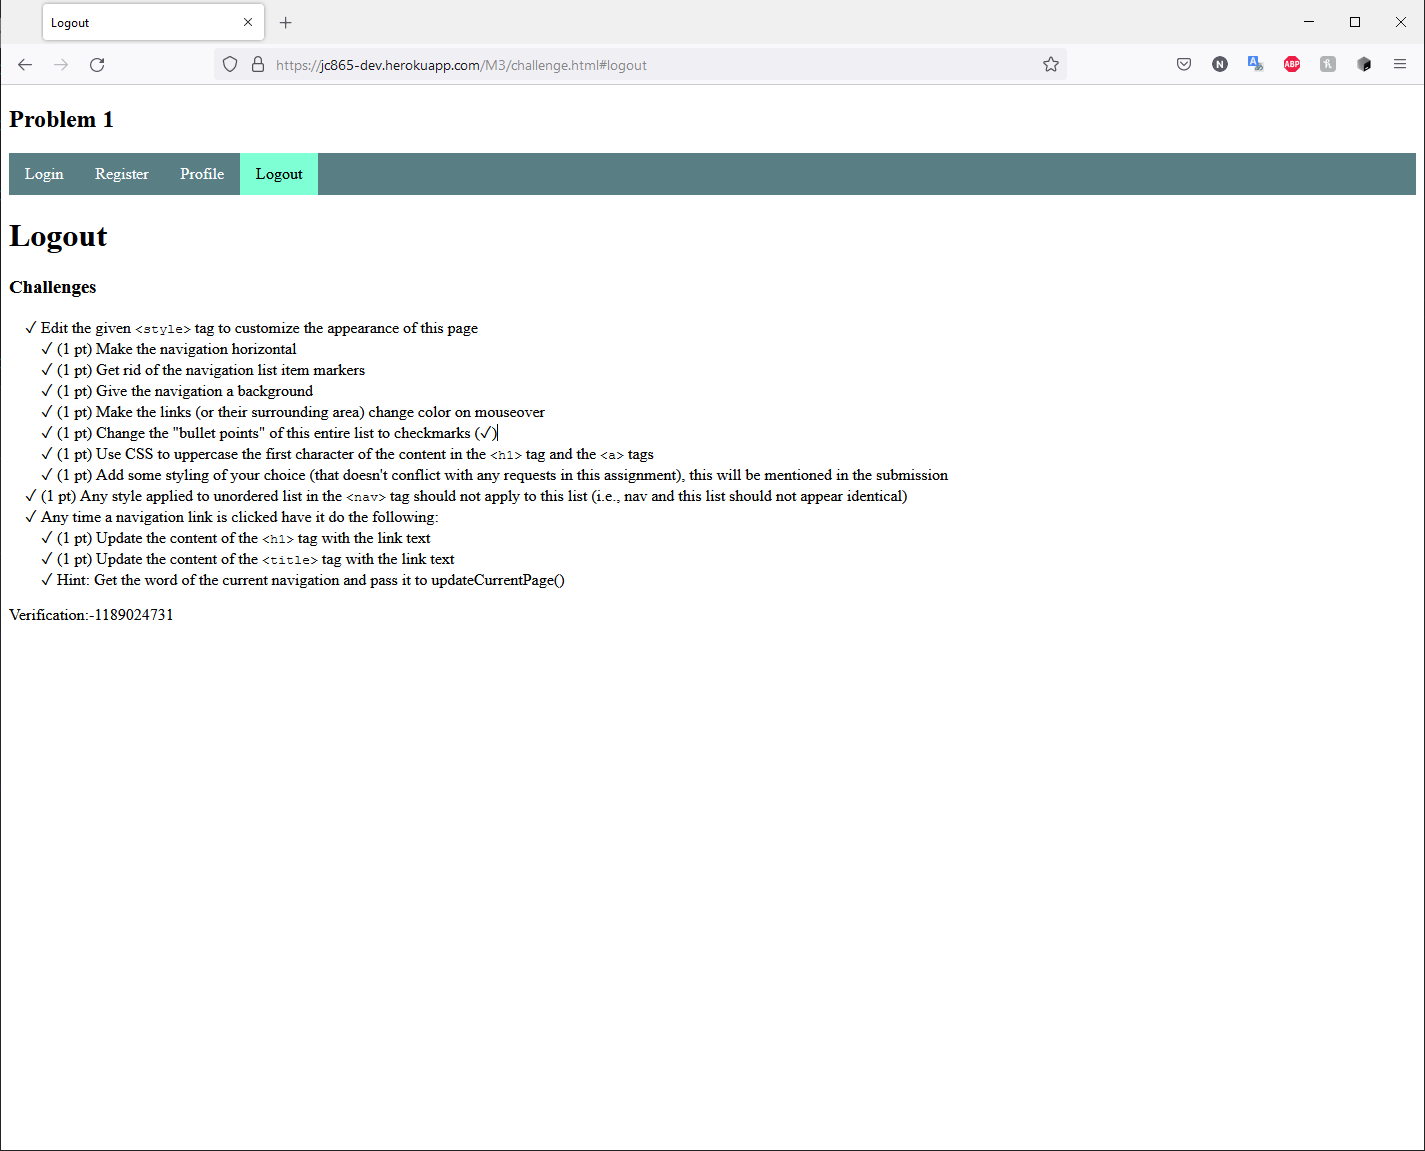 Logout
https://jc865-dev.herokuapp.com/M3/challenge.html#logout
N
ABP
Problem 1
Login Register Profile Logout
Logout
Challenges
✓ Edit the given <style> tag to customize the appearance of this page
✓ (1 pt) Make the navigation horizontal
✓ (1 pt) Get rid of the navigation list item markers
✓ (1 pt) Give the navigation a background
✓ (1 pt) Make the links (or their surrounding area) change color on mouseover
✓ (1 pt) Change the "bullet points" of this entire list to checkmarks (✓)
✓ (1 pt) Use CSS to uppercase the first character of the content in the <h1> tag and the <a> tags
✓ (1 pt) Add some styling of your choice (that doesn't conflict with any requests in this assignment), this will be mentioned in the submission
✓ (1 pt) Any style applied to unordered list in the <nav> tag should not apply to this list (i.e., nav and this list should not appear identical)
✓ Any time a navigation link is clicked have it do the following:
✓ (1 pt) Update the content of the <h1> tag with the link text
✓ (1 pt) Update the content of the <title> tag with the link text
✓ Hint: Get the word of the current navigation and pass it to updateCurrentPage()
Verification:-1189024731